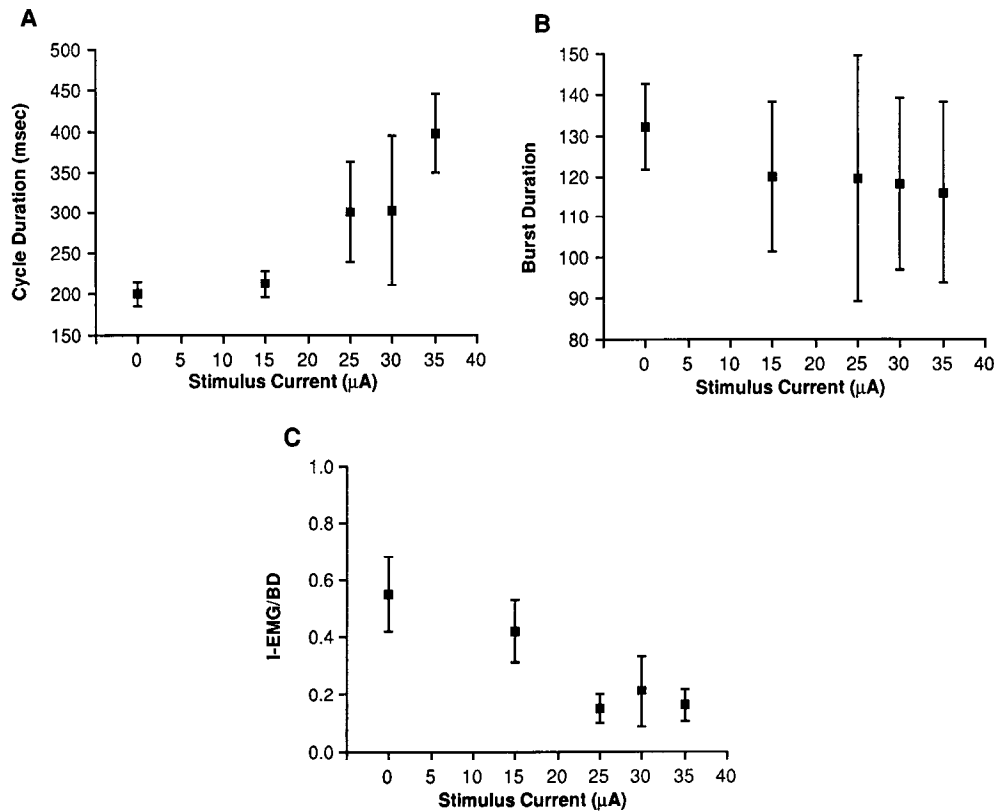 A
Cycle Duration (msec)
500
450
400
350
300
250
200
150
0 5 10 15 20 25 30 35 40
Stimulus Current (µA)
B
Burst Duration
150
140
130
120
110
100
90
80
0 5 10 15 20 25 30 35 40
Stimulus Current (µA)
C
I-EMG/BD
1.0
0.8
0.6
0.4
0.2
0.0
0 5 10 15 20 25 30 35 40
Stimulus Current (µA)